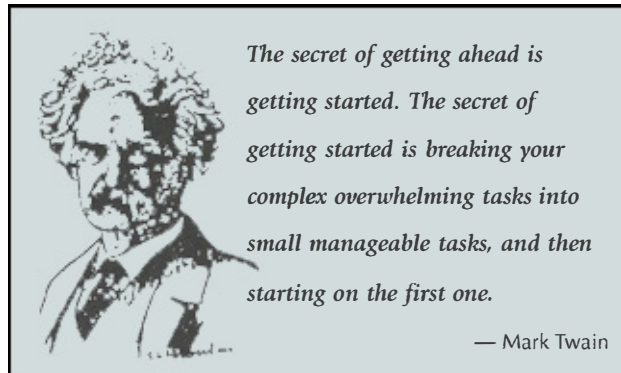 The secret of getting ahead is
getting started. The secret of
getting started is breaking your
complex overwhelming tasks into
small manageable tasks, and then
starting on the first one.
— Mark Twain